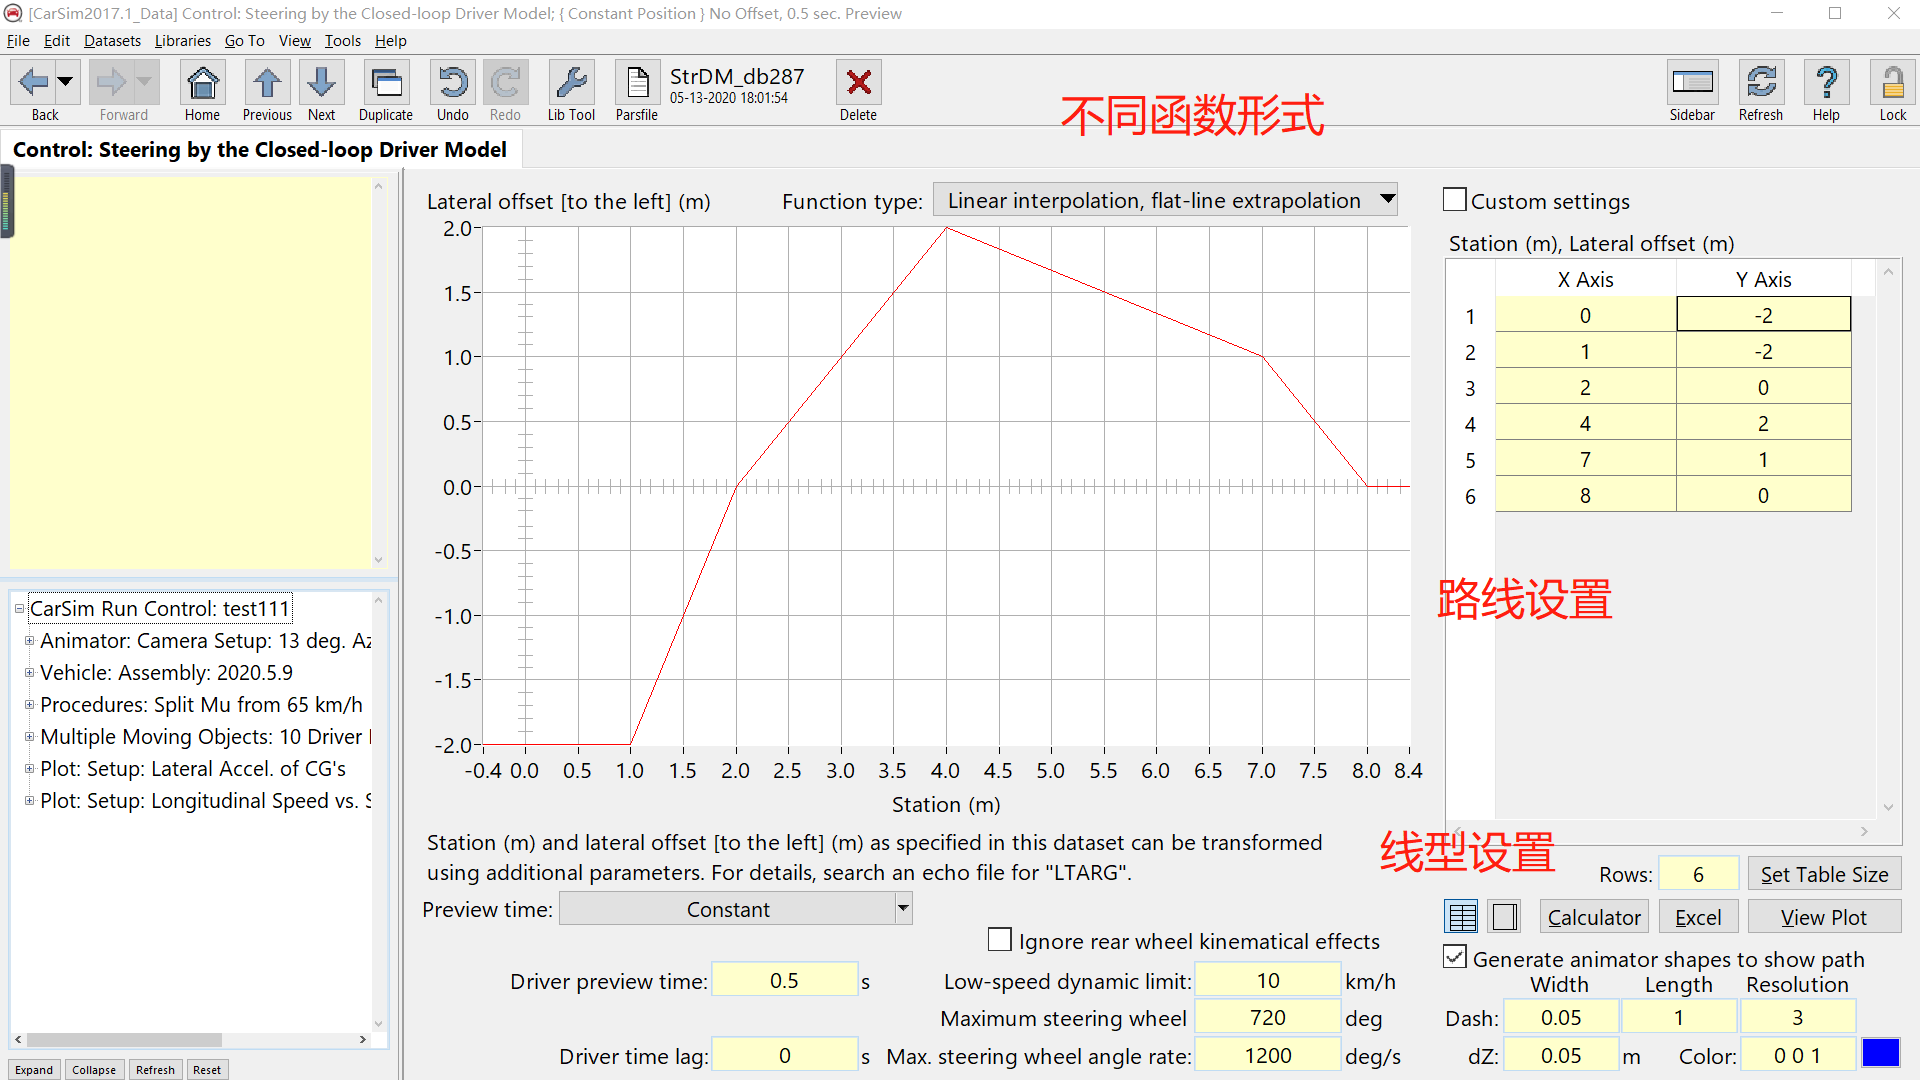 [CarSim2017.1_Data] Control: Steering by the Closed-loop Driver Model; { Constant Position } No Offset, 0.5 sec. Preview
File Edit Datasets Libraries Go To View Tools Help
Back Forward Home Previous Next Duplicate Undo Redo Lib Tool Parsfile
StrDM_db287
05-13-2020 18:01:54
Delete
Sidebar Refresh Help Lock
不同函数形式
Control: Steering by the Closed-loop Driver Model
CarSim Run Control: test111
Animator: Camera Setup: 13 deg. Az
Vehicle: Assembly: 2020.5.9
Procedures: Split Mu from 65 km/h
Multiple Moving Objects: 10 Driver
Plot: Setup: Lateral Accel. of CG's
Plot: Setup: Longitudinal Speed vs. S
Expand Collapse Refresh Reset
Lateral offset [to the left] (m)
Function type: Linear interpolation, flat-line extrapolation
2.0
1.5
1.0
0.5
0.0
-0.5
-1.0
-1.5
-2.0
-0.4 0.0 0.5 1.0 1.5 2.0 2.5 3.0 3.5 4.0 4.5 5.0 5.5 6.0 6.5 7.0 7.5 8.0 8.4
Station (m)
Custom settings
Station (m), Lateral offset (m)
X Axis Y Axis
1 0 -2
2 1 -2
3 2 0
4 4 2
5 7 1
6 8 0
路线设置
线型设置
Station (m) and lateral offset [to the left] (m) as specified in this dataset can be transformed
using additional parameters. For details, search an echo file for "LTARG".
Preview time: Constant
Ignore rear wheel kinematical effects
Driver preview time: 0.5 s
Low-speed dynamic limit: 10 km/h
Maximum steering wheel 720 deg
Driver time lag: 0 s
Max. steering wheel angle rate: 1200 deg/s
Rows: 6 Set Table Size
Calculator Excel View Plot
Generate animator shapes to show path
Width Length Resolution
Dash: 0.05 1 3
dZ: 0.05 m Color: 0 0 1